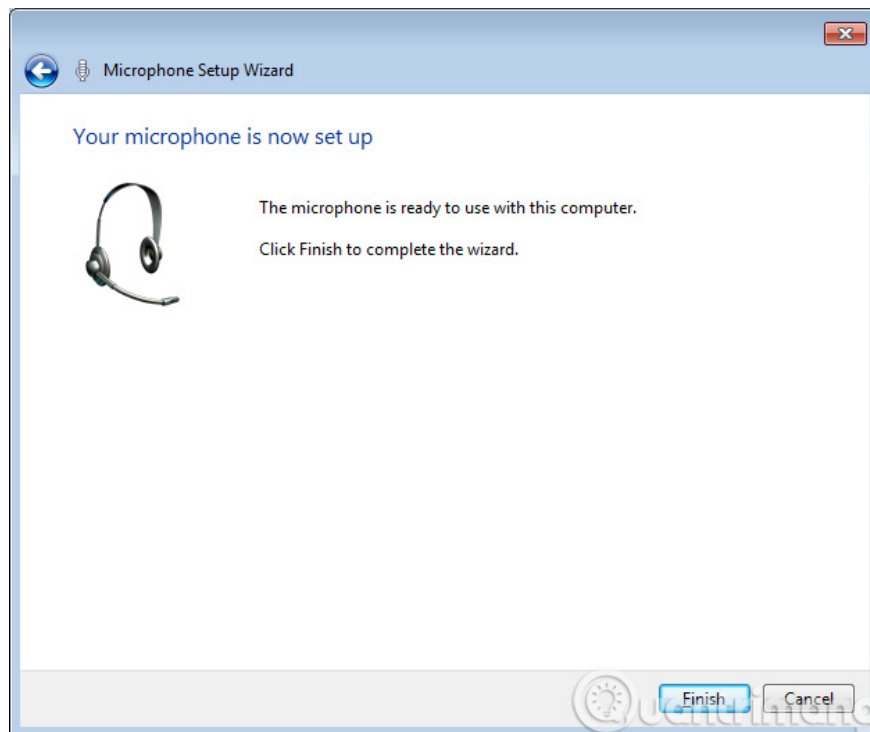 Microphone Setup Wizard
Your microphone is now set up
The microphone is ready to use with this computer.
Click Finish to complete the wizard.
Finish Cancel
Quantrimang